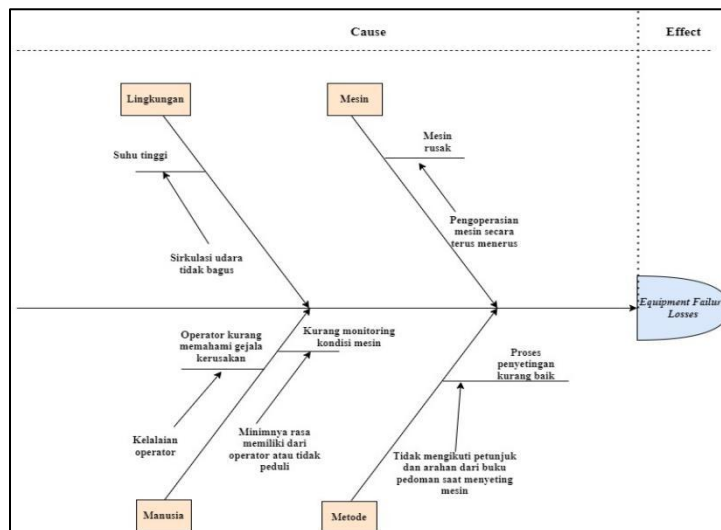 Cause
Effect
Lingkungan
Mesin
Suhu tinggi
Sirkulasi udara
tidak bagus
Mesin
rusak
Pengoperasian
mesin secara
terus menerus
Equipment Failur
Losses
Operator kurang
memahami gejala
kerusakan
Kurang monitoring
kondisi mesin
Kelalaian
operator
Minimnya rasa
memiliki dari
operator atau tidak
peduli
Proses
penyetingan
kurang baik
Tidak mengikuti petunjuk
dan arahan dari buku
pedoman saat menyeting
mesin
Manusia
Metode